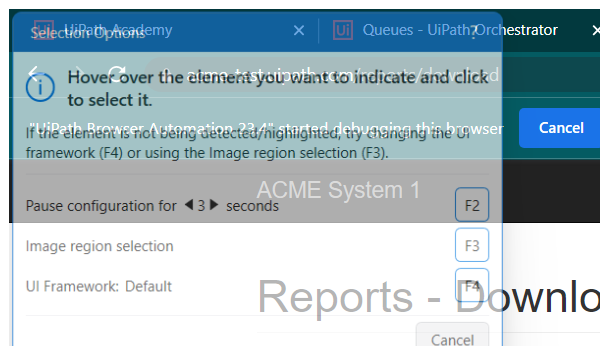 UiPath Academy
Queues - UiPath Orchestrator
Selection Options
?
Hover over the element you want to indicate and click
to select it.
"UiPath Browser Automation 23.4" started debugging this browser
Cancel
If the element is not being detected/highlighted, try changing the UI
framework (F4) or using the Image region selection (F3).
ACME System 1
Pause configuration for 3 seconds
F2
Image region selection
F3
UI Framework: Default
F4
Reports - Downlo
Cancel